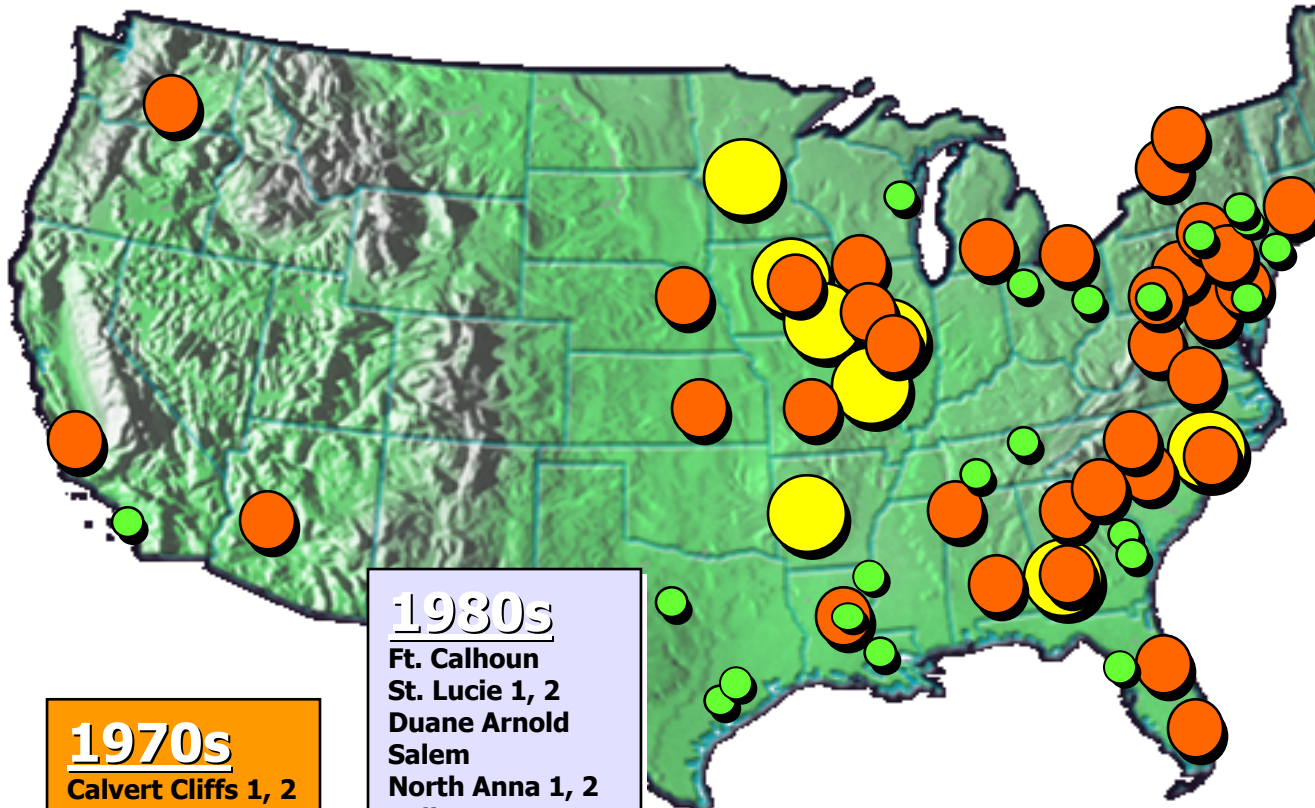 1970s
Calvert Cliffs 1, 2
1980s
Ft. Calhoun
St. Lucie 1, 2
Duane Arnold
Salem
North Anna 1, 2